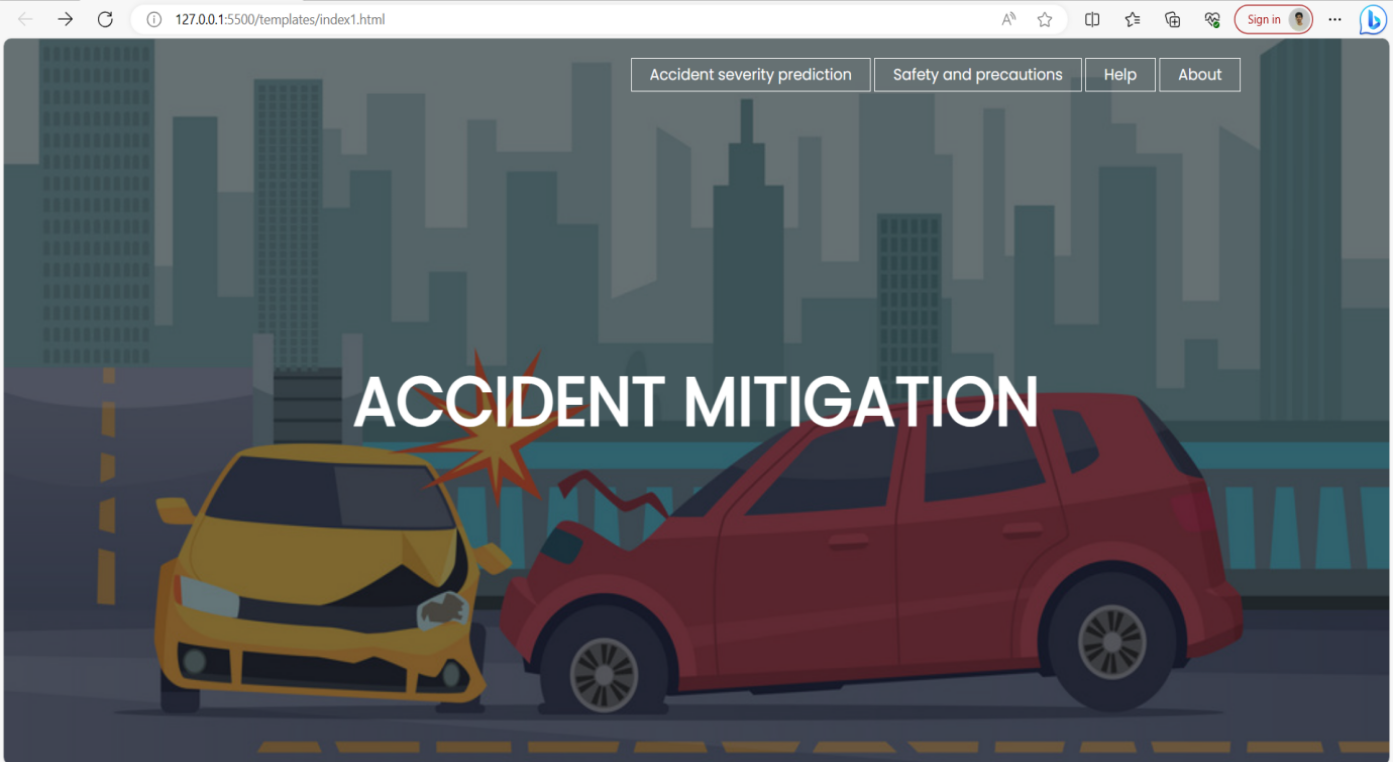 127.0.0.1:5500/templates/index1.html
Sign in
Accident severity prediction Safety and precautions Help About
ACCIDENT MITIGATION